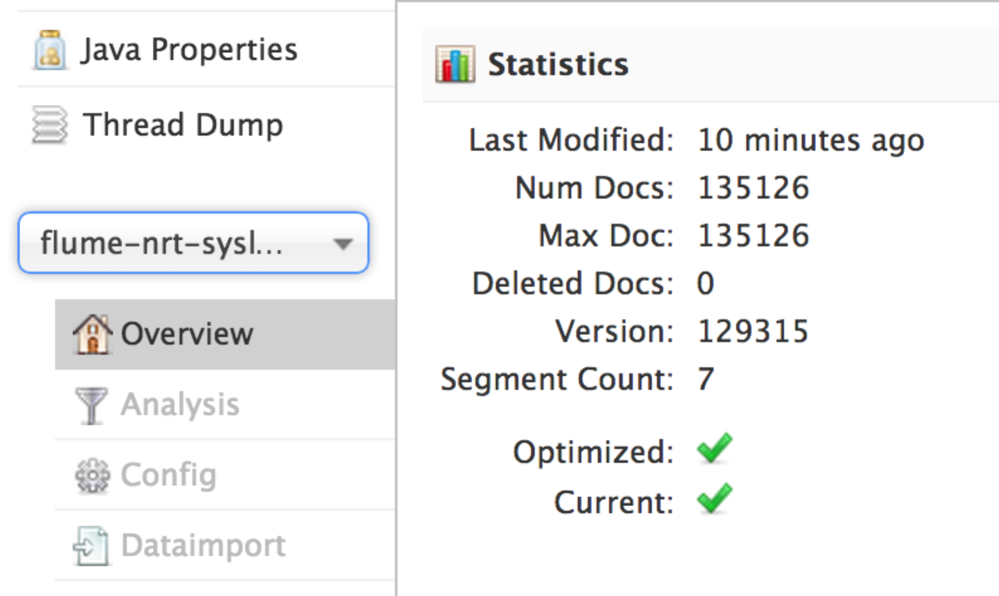 Java Properties
Thread Dump
flume-nrt-sysl...
Overview
Analysis
Config
Dataimport
Statistics
Last Modified: 10 minutes ago
Num Docs: 135126
Max Doc: 135126
Deleted Docs: 0
Version: 129315
Segment Count: 7
Optimized:
Current: